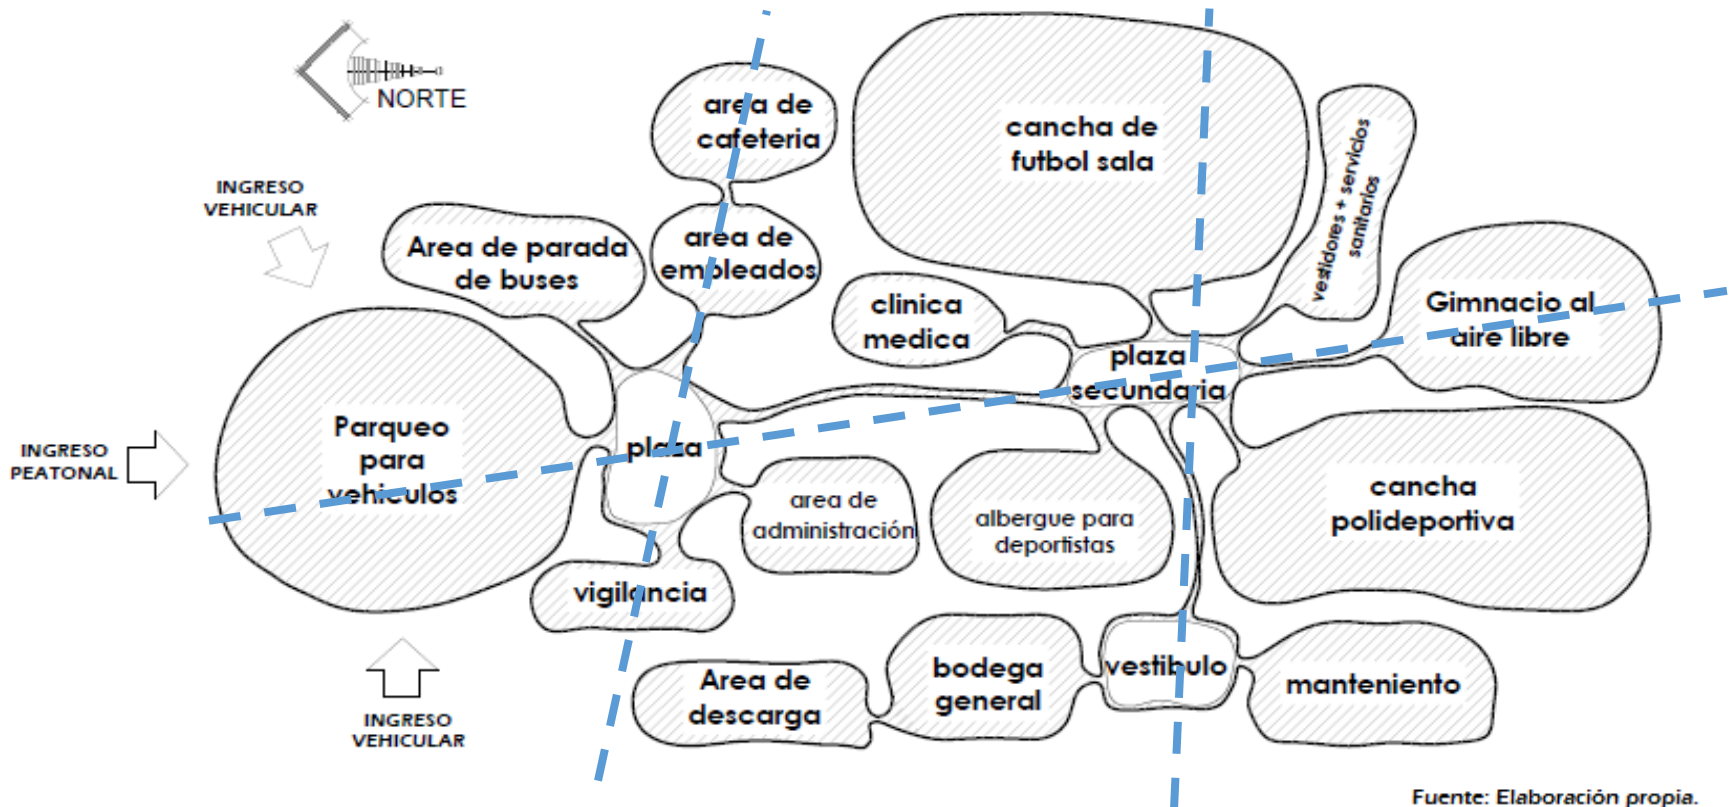 NORTE
area de
cafeteria
cancha de
futbol sala
vestidores + servicios
sanitarios
INGRESO
VEHICULAR
Area de parada
de buses
area de
empleados
clinica
medica
Gimnacio al
aire libre
plaza
secundaria
INGRESO
PEATONAL
Parqueo
para
vehiculos
plaza
area de
administración
albergue para
deportistas
cancha
polideportiva
vigilancia
Area de
descarga
bodega
general
vestibulo
manteniento
INGRESO
VEHICULAR
Fuente: Elaboración propia.